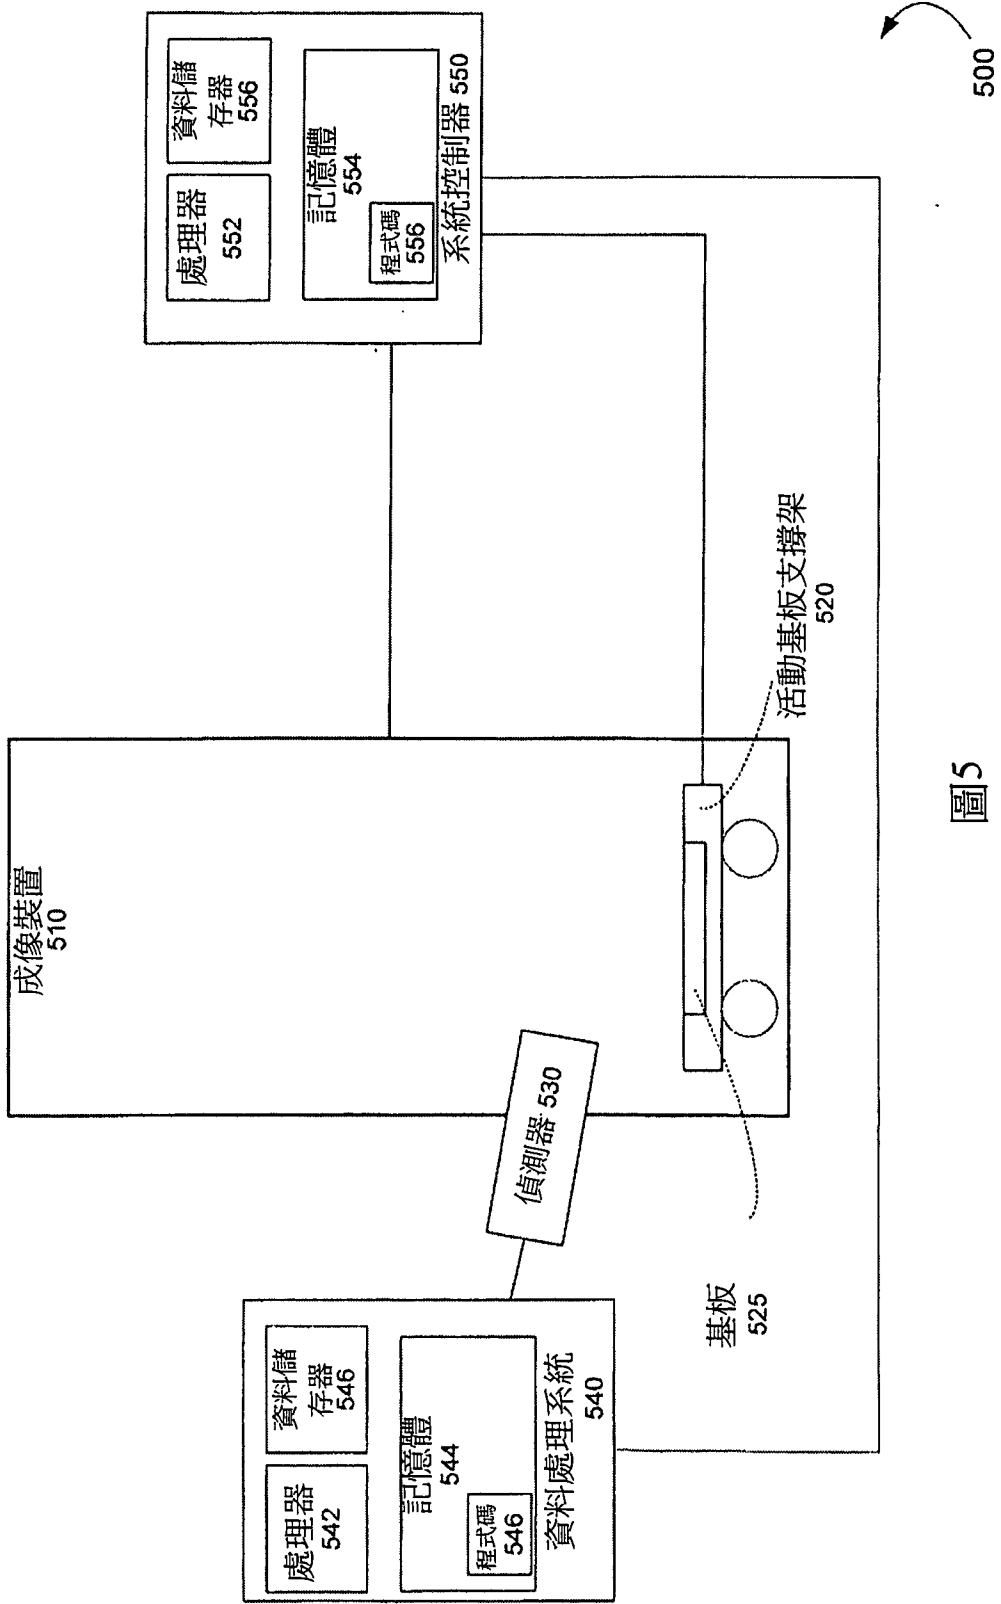 成像裝置
510
資料儲
存器
546
處理器
542
記憶體
544
程式碼
546
資料處理系統
540
偵測器 530
基板
525
處理器
552
資料儲
存器
556
記憶體
554
程式碼
556
系統控制器 550
活動基板支撐架
520
500
圖5